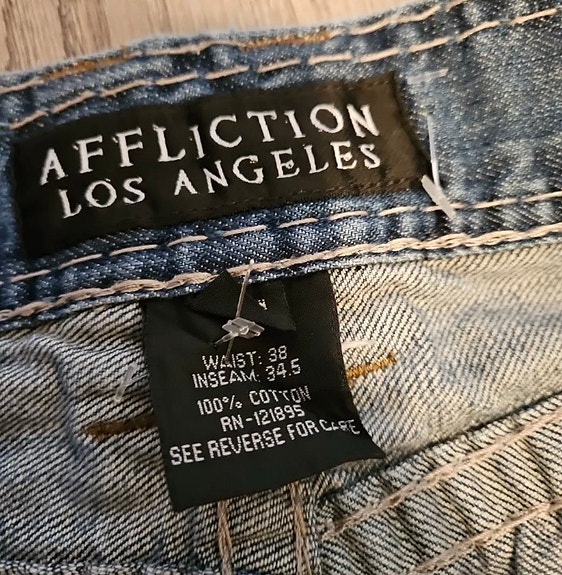 AFFLICTION
LOS ANGELES
WAIST: 38
INSEAM: 34.5
100% COTTON
RN-121895
SEE REVERSE FOR CARE